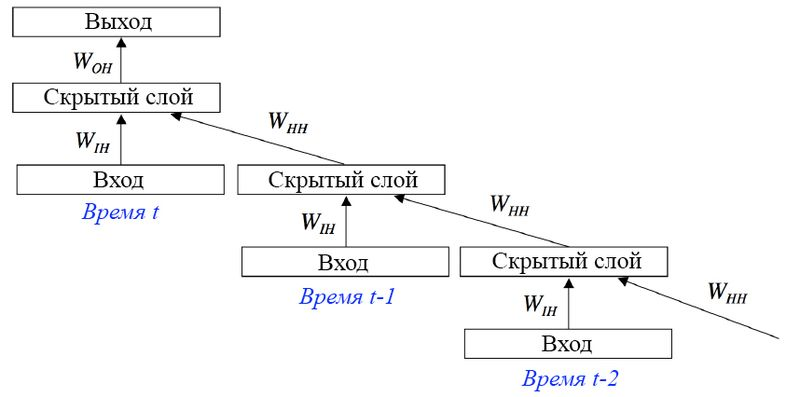 Выход
W_OH
Скрытый слой
W_IH
W_HH
Вход
Скрытый слой
Время t
W_IH
W_HH
Вход
Скрытый слой
Время t-1
W_IH
W_HH
Вход
Время t-2